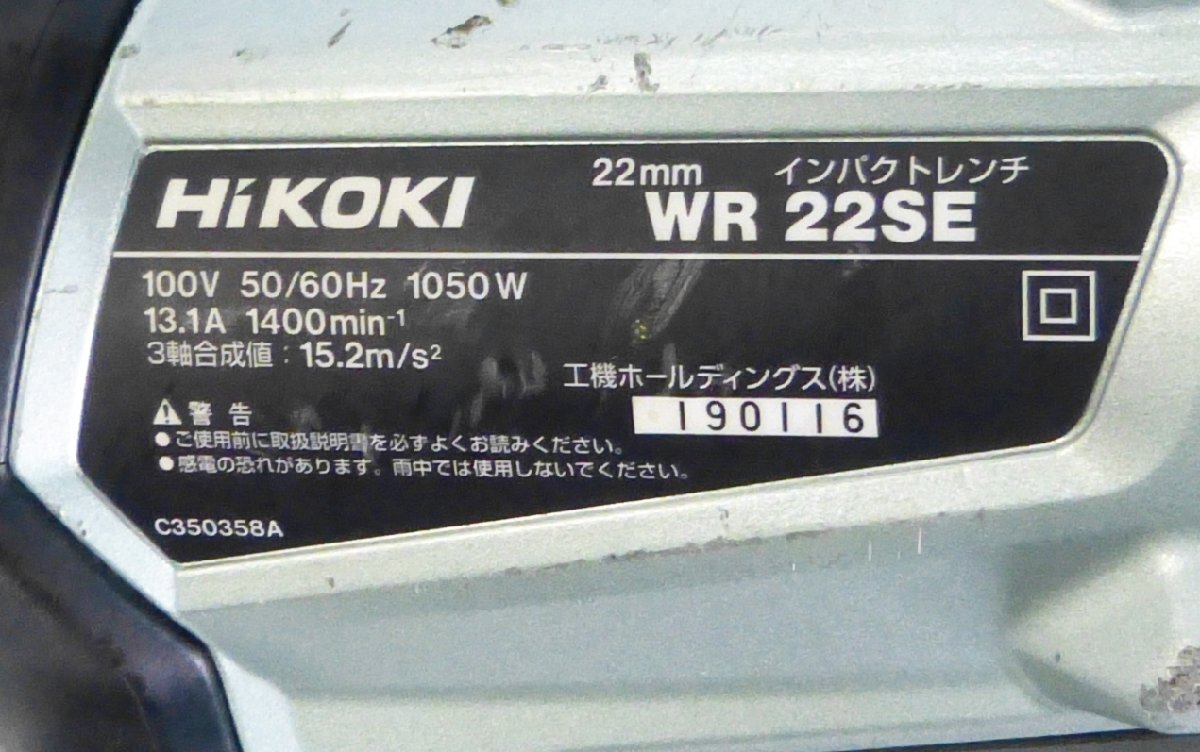 HiKOKI
22mm インパクトレンチ
WR 22SE
100V 50/60Hz 1050W
13.1A 1400min⁻¹
3軸合成値：15.2m/s²
工機ホールディングス(株)
190116
⚠警告
●ご使用前に取扱説明書を必ずよくお読みください。
●感電の恐れがあります。雨中では使用しないでください。
C350358A